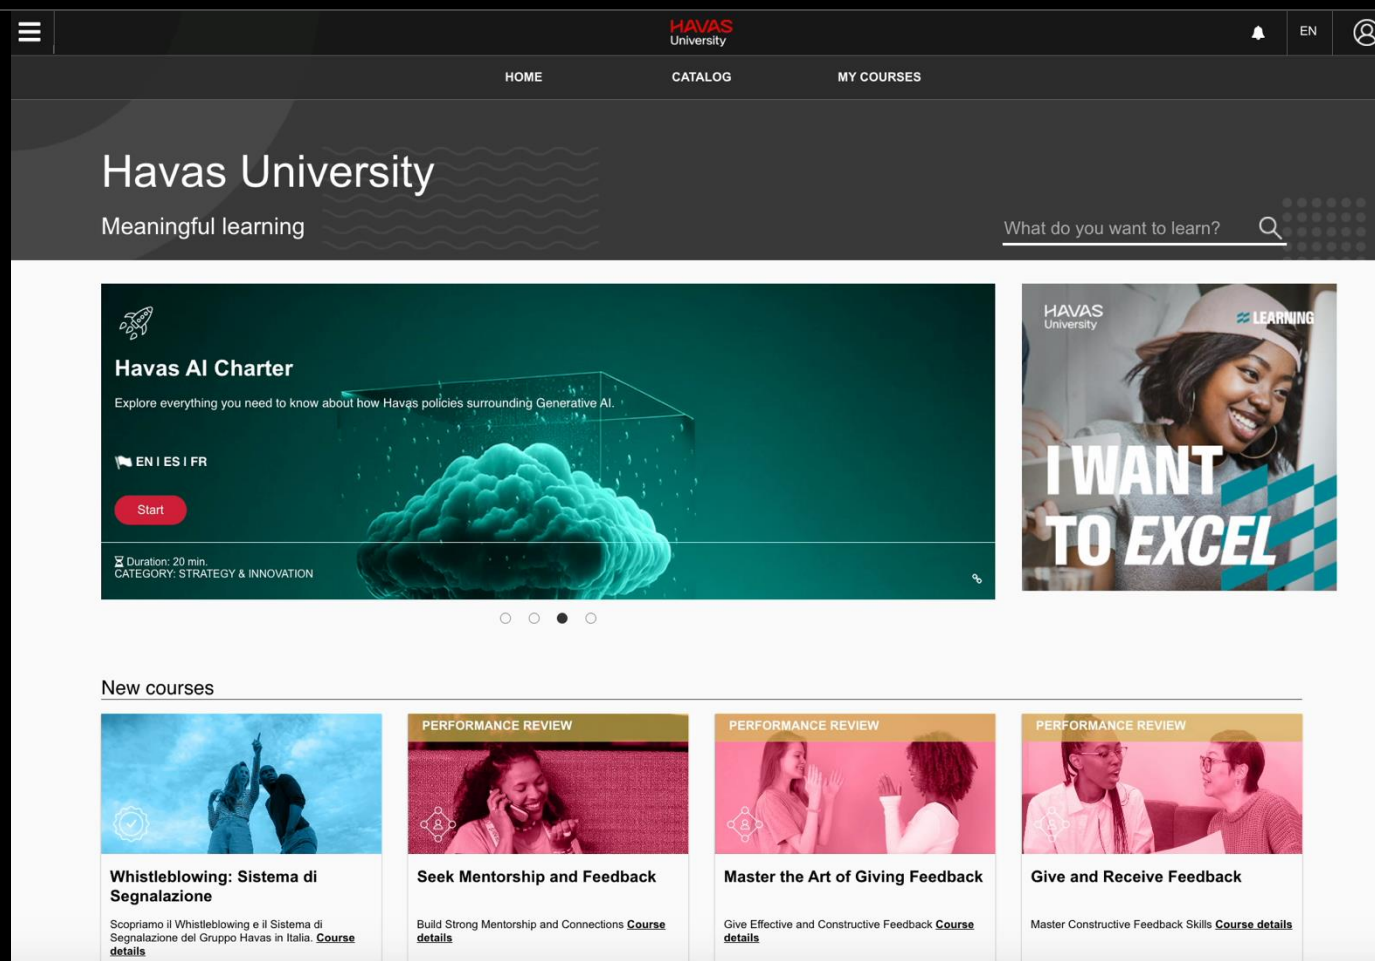 HAVAS
University
EN
HOME
CATALOG
MY COURSES
Havas University
Meaningful learning
What do you want to learn?
Havas AI Charter
Explore everything you need to know about how Havas policies surrounding Generative AI.
EN I ES I FR
Start
Duration: 20 min.
CATEGORY: STRATEGY & INNOVATION
HAVAS
University
LEARNING
I WANT
TO EXCEL
New courses
Whistleblowing: Sistema di
Segnalazione
Scopriamo il Whistleblowing e il Sistema di
Segnalazione del Gruppo Havas in Italia. Course
details
PERFORMANCE REVIEW
Seek Mentorship and Feedback
Build Strong Mentorship and Connections Course
details
PERFORMANCE REVIEW
Master the Art of Giving Feedback
Give Effective and Constructive Feedback Course
details
PERFORMANCE REVIEW
Give and Receive Feedback
Master Constructive Feedback Skills Course details